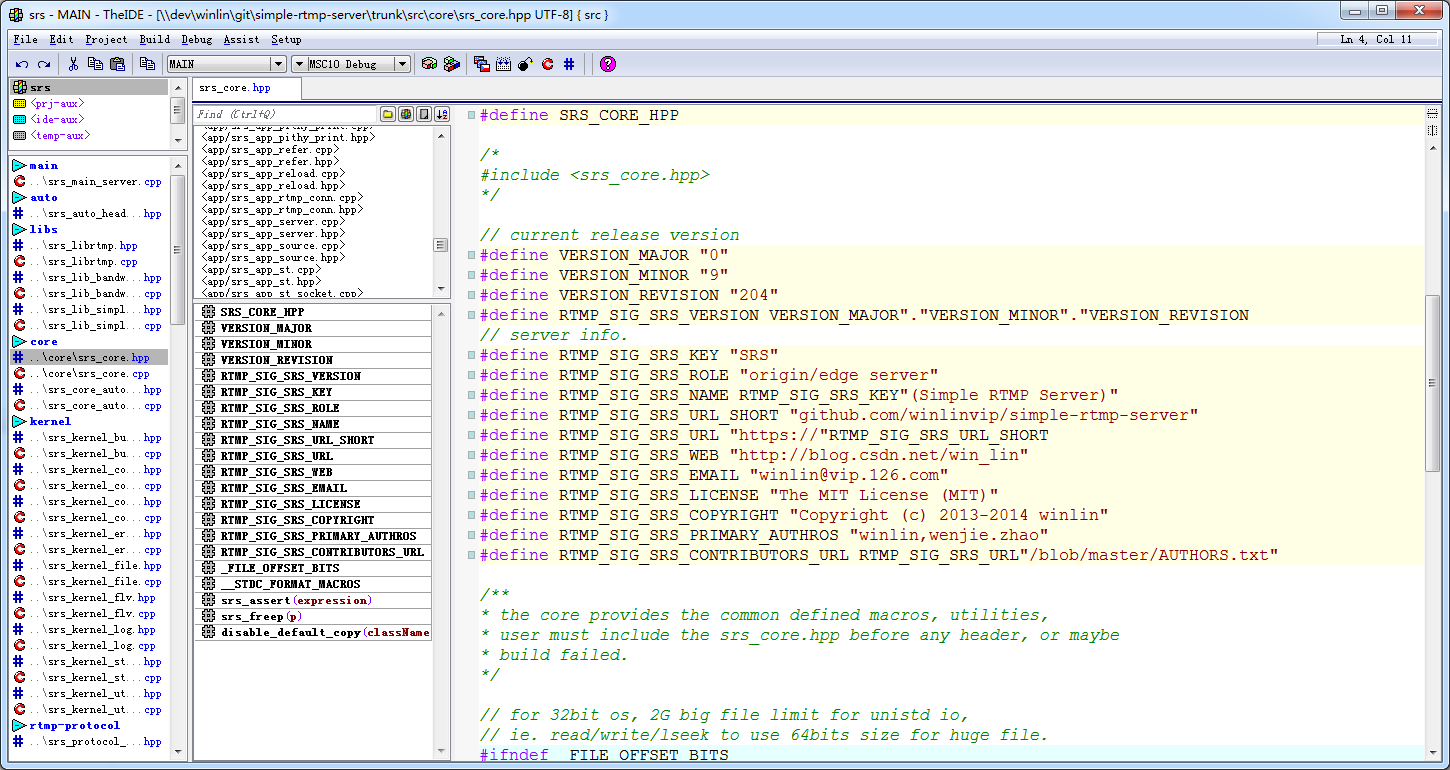 srs - MAIN - TheIDE - [\\dev\winlin\git\simple-rtmp-server\trunk\src\core\srs_core.hpp UTF-8] { src }
File Edit Project Build Debug Assist Setup
Ln 4, Col 11
MAIN
MSC10 Debug
srs
<prj-aux>
<ide-aux>
<temp-aux>
main
..\srs_main_server.cpp
auto
..\srs_auto_head...hpp
libs
..\srs_librtmp.hpp
..\srs_librtmp.cpp
..\srs_lib_bandw...hpp
..\srs_lib_bandw...cpp
..\srs_lib_simpl...hpp
..\srs_lib_simpl...cpp
core
..\core\srs_core.hpp
..\core\srs_core.cpp
..\srs_core_auto...hpp
..\srs_core_auto...cpp
kernel
..\srs_kernel_bu...hpp
..\srs_kernel_bu...cpp
..\srs_kernel_co...hpp
..\srs_kernel_co...cpp
..\srs_kernel_co...hpp
..\srs_kernel_co...cpp
..\srs_kernel_er...hpp
..\srs_kernel_er...cpp
..\srs_kernel_file.hpp
..\srs_kernel_file.cpp
..\srs_kernel_flv.hpp
..\srs_kernel_flv.cpp
..\srs_kernel_log.hpp
..\srs_kernel_log.cpp
..\srs_kernel_st...hpp
..\srs_kernel_st...cpp
..\srs_kernel_ut...hpp
..\srs_kernel_ut...cpp
rtmp-protocol
..\srs_protocol_...hpp
srs_core.hpp
Find (Ctrl+Q)
<app/srs_app_pithy_print.cpp>
<app/srs_app_pithy_print.hpp>
<app/srs_app_refer.cpp>
<app/srs_app_refer.hpp>
<app/srs_app_reload.cpp>
<app/srs_app_reload.hpp>
<app/srs_app_rtmp_conn.cpp>
<app/srs_app_rtmp_conn.hpp>
<app/srs_app_server.cpp>
<app/srs_app_server.hpp>
<app/srs_app_source.cpp>
<app/srs_app_source.hpp>
<app/srs_app_st.cpp>
<app/srs_app_st.hpp>
<app/srs_app_st_socket.cpp>
SRS_CORE_HPP
VERSION_MAJOR
VERSION_MINOR
VERSION_REVISION
RTMP_SIG_SRS_VERSION
RTMP_SIG_SRS_KEY
RTMP_SIG_SRS_ROLE
RTMP_SIG_SRS_NAME
RTMP_SIG_SRS_URL_SHORT
RTMP_SIG_SRS_URL
RTMP_SIG_SRS_WEB
RTMP_SIG_SRS_EMAIL
RTMP_SIG_SRS_LICENSE
RTMP_SIG_SRS_COPYRIGHT
RTMP_SIG_SRS_PRIMARY_AUTHROS
RTMP_SIG_SRS_CONTRIBUTORS_URL
_FILE_OFFSET_BITS
__STDC_FORMAT_MACROS
srs_assert(expression)
srs_freep(p)
disable_default_copy(className
#define SRS_CORE_HPP
/*
#include <srs_core.hpp>
*/
// current release version
#define VERSION_MAJOR "0"
#define VERSION_MINOR "9"
#define VERSION_REVISION "204"
#define RTMP_SIG_SRS_VERSION VERSION_MAJOR"."VERSION_MINOR"."VERSION_REVISION
// server info.
#define RTMP_SIG_SRS_KEY "SRS"
#define RTMP_SIG_SRS_ROLE "origin/edge server"
#define RTMP_SIG_SRS_NAME RTMP_SIG_SRS_KEY"(Simple RTMP Server)"
#define RTMP_SIG_SRS_URL_SHORT "github.com/winlinvip/simple-rtmp-server"
#define RTMP_SIG_SRS_URL "https://"RTMP_SIG_SRS_URL_SHORT
#define RTMP_SIG_SRS_WEB "http://blog.csdn.net/win_lin"
#define RTMP_SIG_SRS_EMAIL "winlin@vip.126.com"
#define RTMP_SIG_SRS_LICENSE "The MIT License (MIT)"
#define RTMP_SIG_SRS_COPYRIGHT "Copyright (c) 2013-2014 winlin"
#define RTMP_SIG_SRS_PRIMARY_AUTHROS "winlin,wenjie.zhao"
#define RTMP_SIG_SRS_CONTRIBUTORS_URL RTMP_SIG_SRS_URL"/blob/master/AUTHORS.txt"
/**
* the core provides the common defined macros, utilities,
* user must include the srs_core.hpp before any header, or maybe
* build failed.
*/
// for 32bit os, 2G big file limit for unistd io,
// ie. read/write/lseek to use 64bits size for huge file.
#ifndef _FILE_OFFSET_BITS